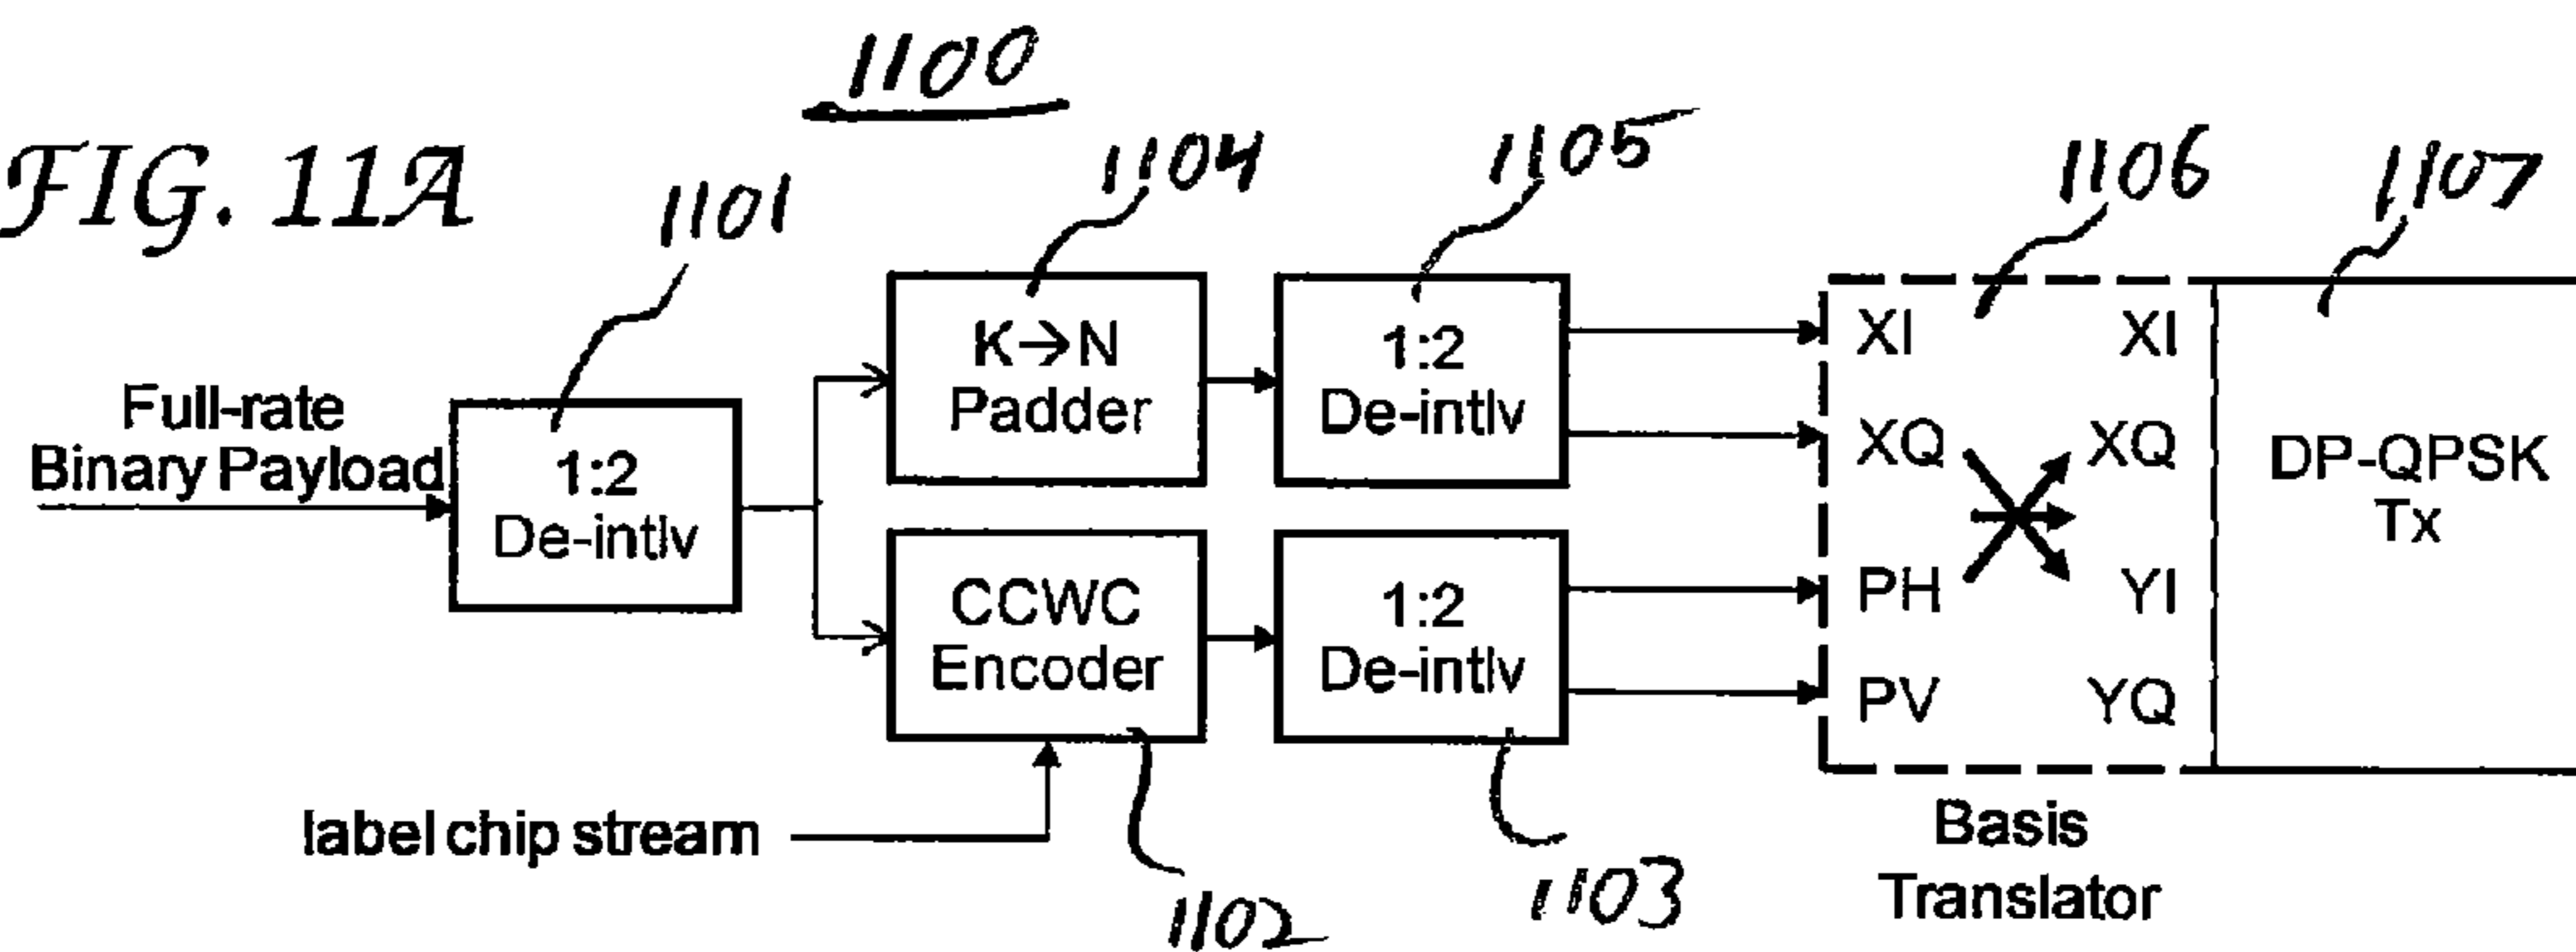 1100
FIG. 11A
1101
1104
1105
1106
1107
Full-rate
Binary Payload
1:2
De-intlv
K→N
Padder
1:2
De-intlv
CCWC
Encoder
1:2
De-intlv
label chip stream
1102
1103
XI XI
XQ XQ
PH YI
PV YQ
DP-QPSK
Tx
Basis
Translator